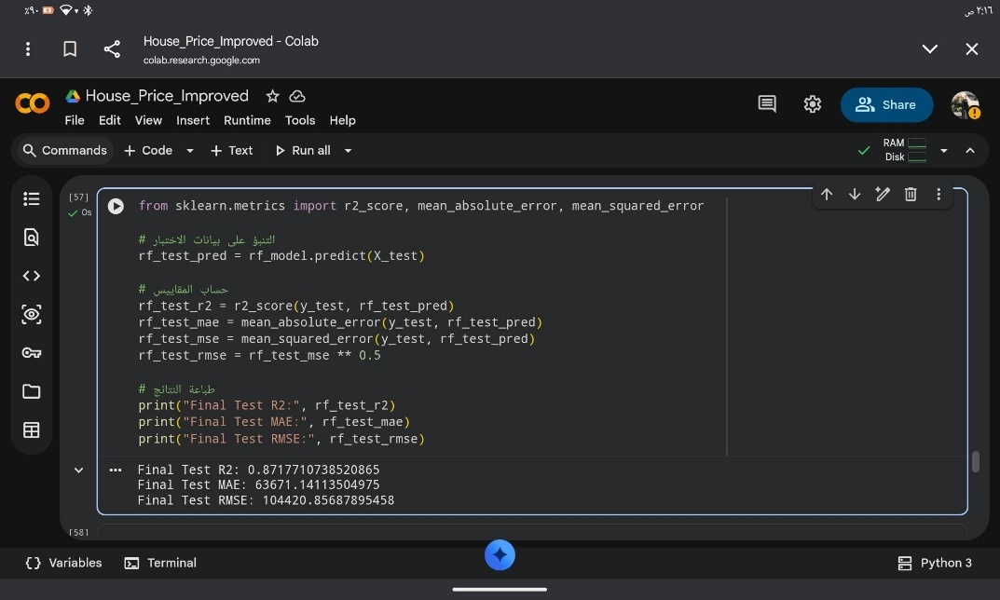 ٪٩٠
٢:١٦ ص
House_Price_Improved - Colab
colab.research.google.com
House_Price_Improved
File Edit View Insert Runtime Tools Help
Share
Commands + Code + Text Run all
RAM
Disk
[57]
0s
from sklearn.metrics import r2_score, mean_absolute_error, mean_squared_error
# التنبؤ على بيانات الاختبار
rf_test_pred = rf_model.predict(X_test)
# حساب المقاييس
rf_test_r2 = r2_score(y_test, rf_test_pred)
rf_test_mae = mean_absolute_error(y_test, rf_test_pred)
rf_test_mse = mean_squared_error(y_test, rf_test_pred)
rf_test_rmse = rf_test_mse ** 0.5
# طباعة النتائج
print("Final Test R2:", rf_test_r2)
print("Final Test MAE:", rf_test_mae)
print("Final Test RMSE:", rf_test_rmse)
Final Test R2: 0.8717710738520865
Final Test MAE: 63671.14113504975
Final Test RMSE: 104420.85687895458
[58]
Variables Terminal
Python 3